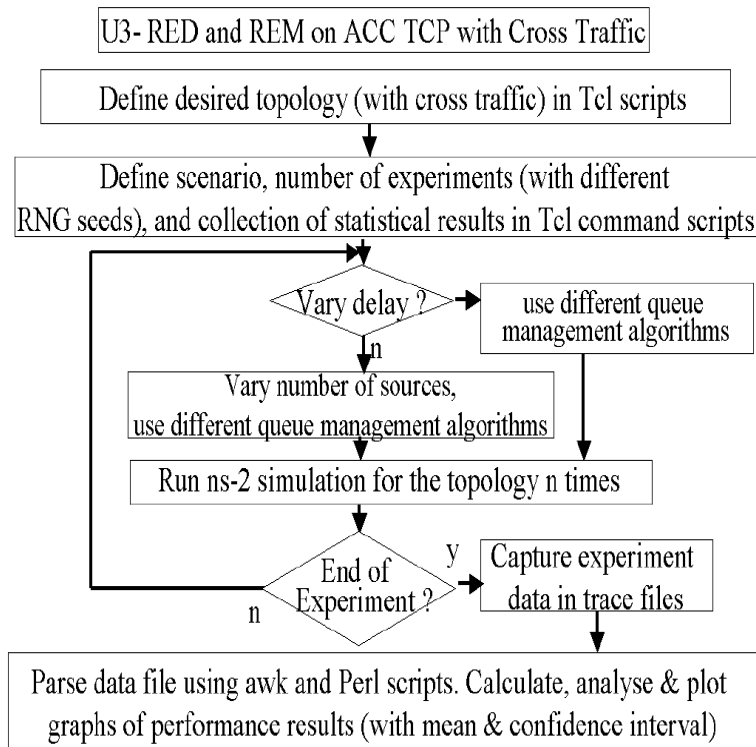 U3- RED and REM on ACC TCP with Cross Traffic
Define desired topology (with cross traffic) in Tcl scripts
Define scenario, number of experiments (with different
RNG seeds), and collection of statistical results in Tcl command scripts
Vary delay ?
n
use different queue
management algorithms
Vary number of sources,
use different queue management algorithms
Run ns-2 simulation for the topology n times
End of
Experiment ?
y
n
Capture experiment
data in trace files
Parse data file using awk and Perl scripts. Calculate, analyse & plot
graphs of performance results (with mean & confidence interval)